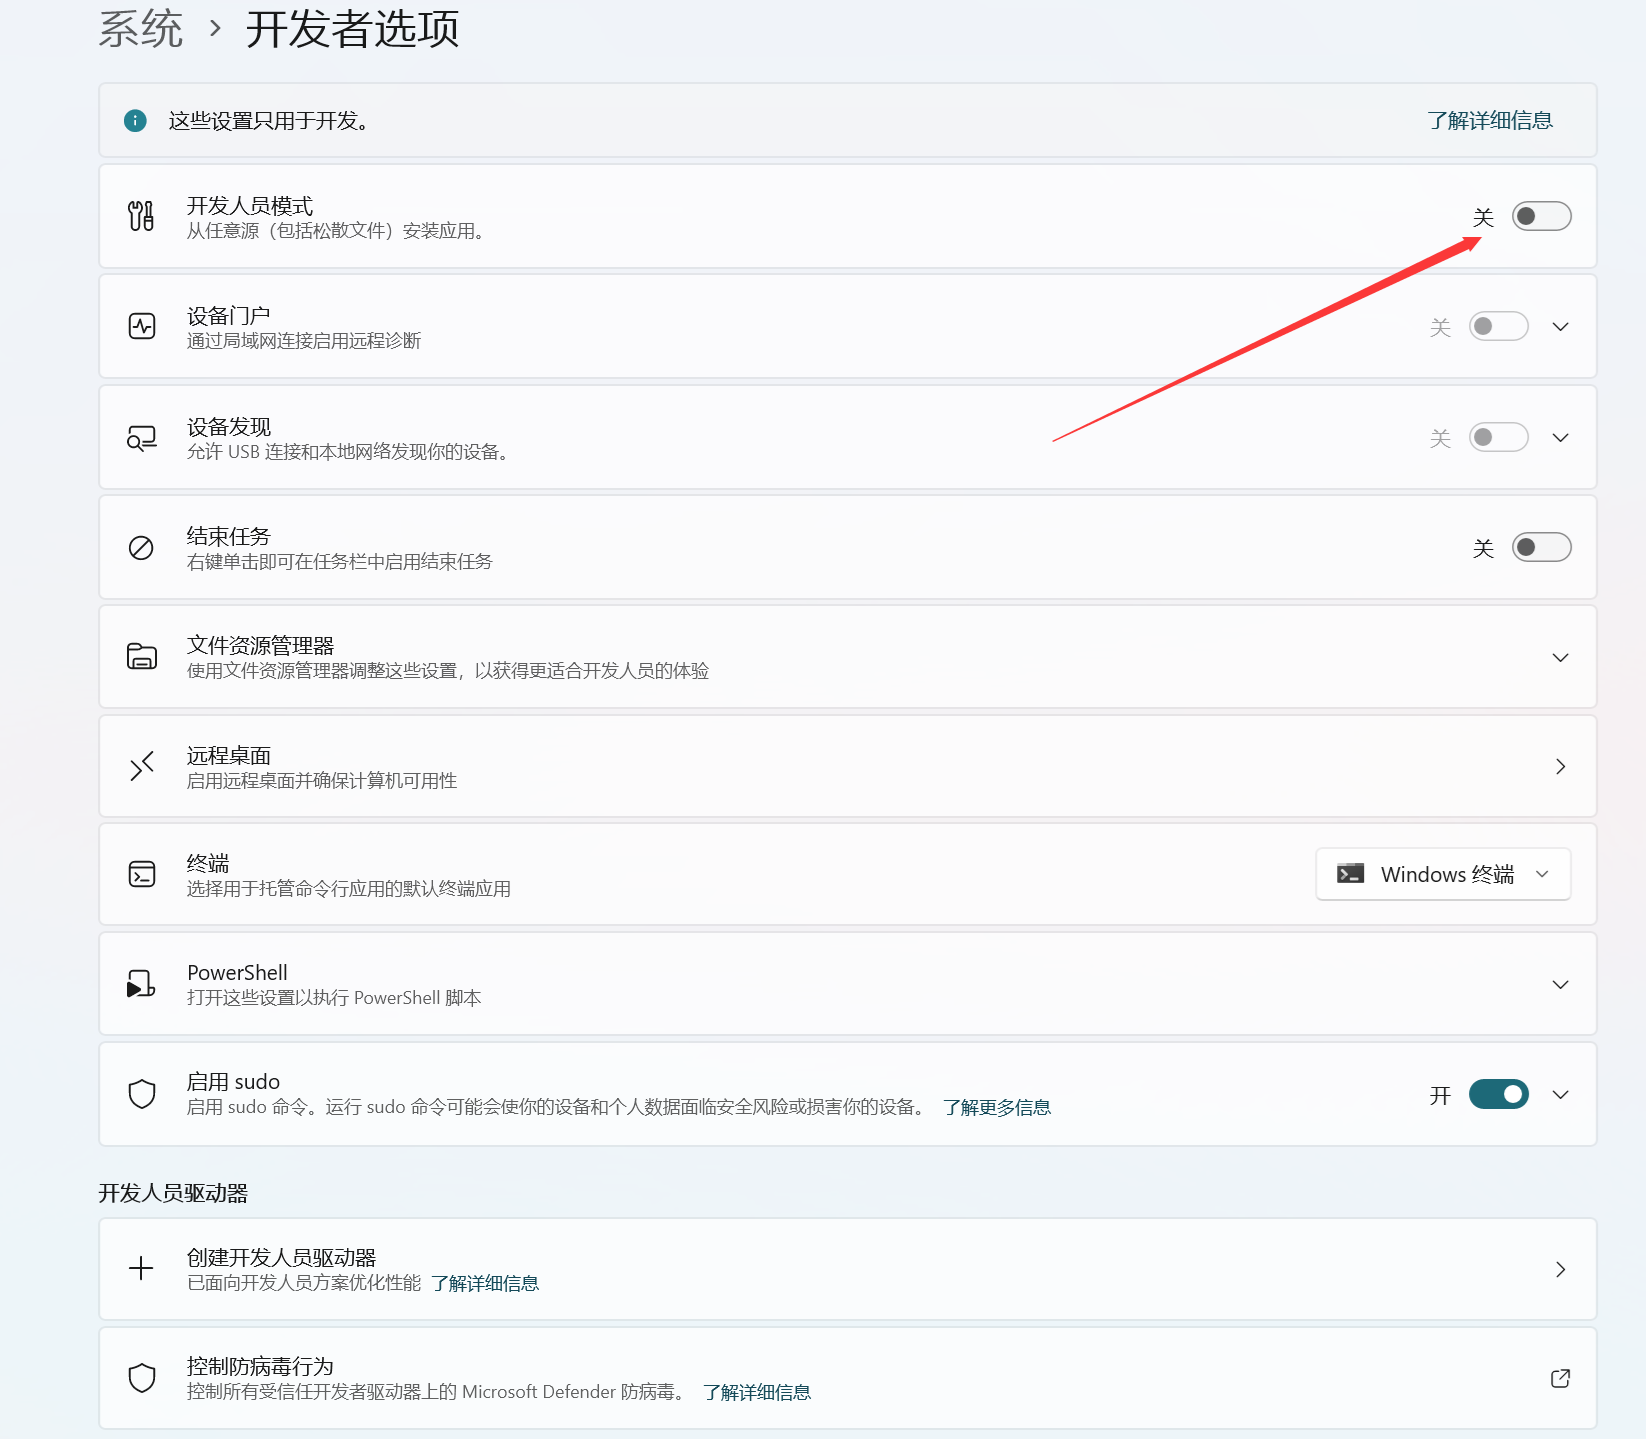 系统 › 开发者选项
这些设置只用于开发。
了解详细信息
开发人员模式
从任意源（包括松散文件）安装应用。
关
设备门户
通过局域网连接启用远程诊断
关
设备发现
允许 USB 连接和本地网络发现你的设备。
关
结束任务
右键单击即可在任务栏中启用结束任务
关
文件资源管理器
使用文件资源管理器调整这些设置，以获得更适合开发人员的体验
远程桌面
启用远程桌面并确保计算机可用性
终端
选择用于托管命令行应用的默认终端应用
Windows 终端
PowerShell
打开这些设置以执行 PowerShell 脚本
启用 sudo
启用 sudo 命令。运行 sudo 命令可能会使你的设备和个人数据面临安全风险或损害你的设备。 了解更多信息
开
开发人员驱动器
创建开发人员驱动器
已面向开发人员方案优化性能 了解详细信息
控制防病毒行为
控制所有受信任开发者驱动器上的 Microsoft Defender 防病毒。 了解详细信息